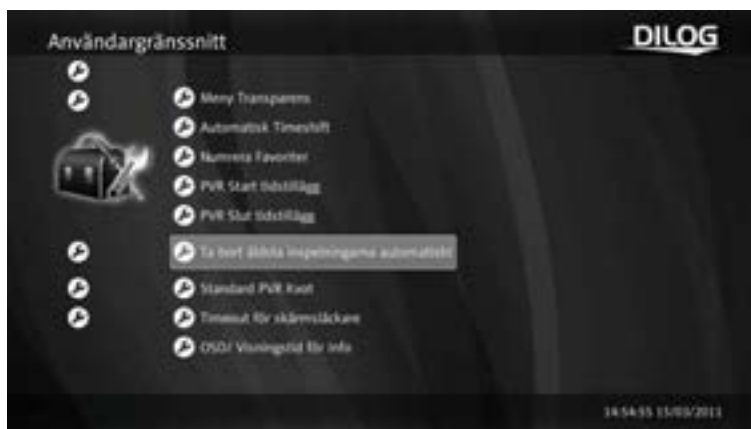 Användargränssnitt
DILOG
Meny Transparens
Automatisk Timeshift
Numrera Favoriter
PVR Start tidstillägg
PVR Slut tidstillägg
Ta bort äldsta inspelningarna automatiskt
Standard PVR Kvot
Timeout för skärmsläckare
OSD/ Visningstid för info
14:54:55 15/03/2011